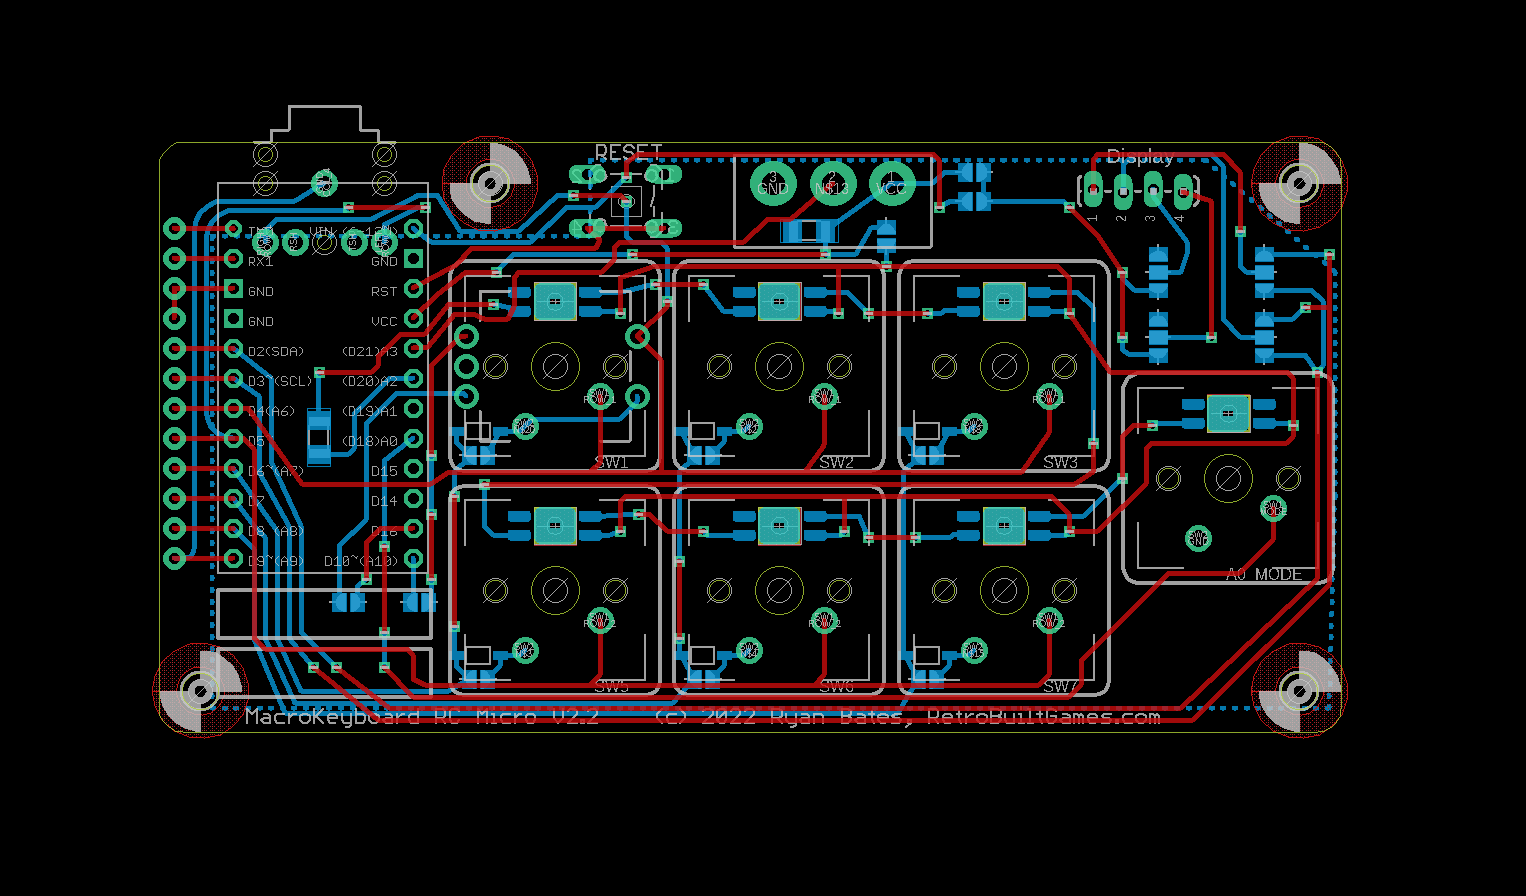 RESET
Display
3 2 1
GND NS13 VCC
1 2 3 4
VIN
RX1 GND
GND RST
GND VCC
D2(SDA) (D21)A3
D3~(SCL) (D20)A2
D4(A6) (D19)A1
D5 (D18)A0
D6~(A7) D15
D7 D14
D8 (A8) D16
D9~(A9) D10~(A10)
SW1 SW2 SW3
A0 MODE
SW5 SW6 SW7
MacroKeyboard RC Micro V2.2 (c) 2022 Ryan Bates, RetroBuiltGames.com